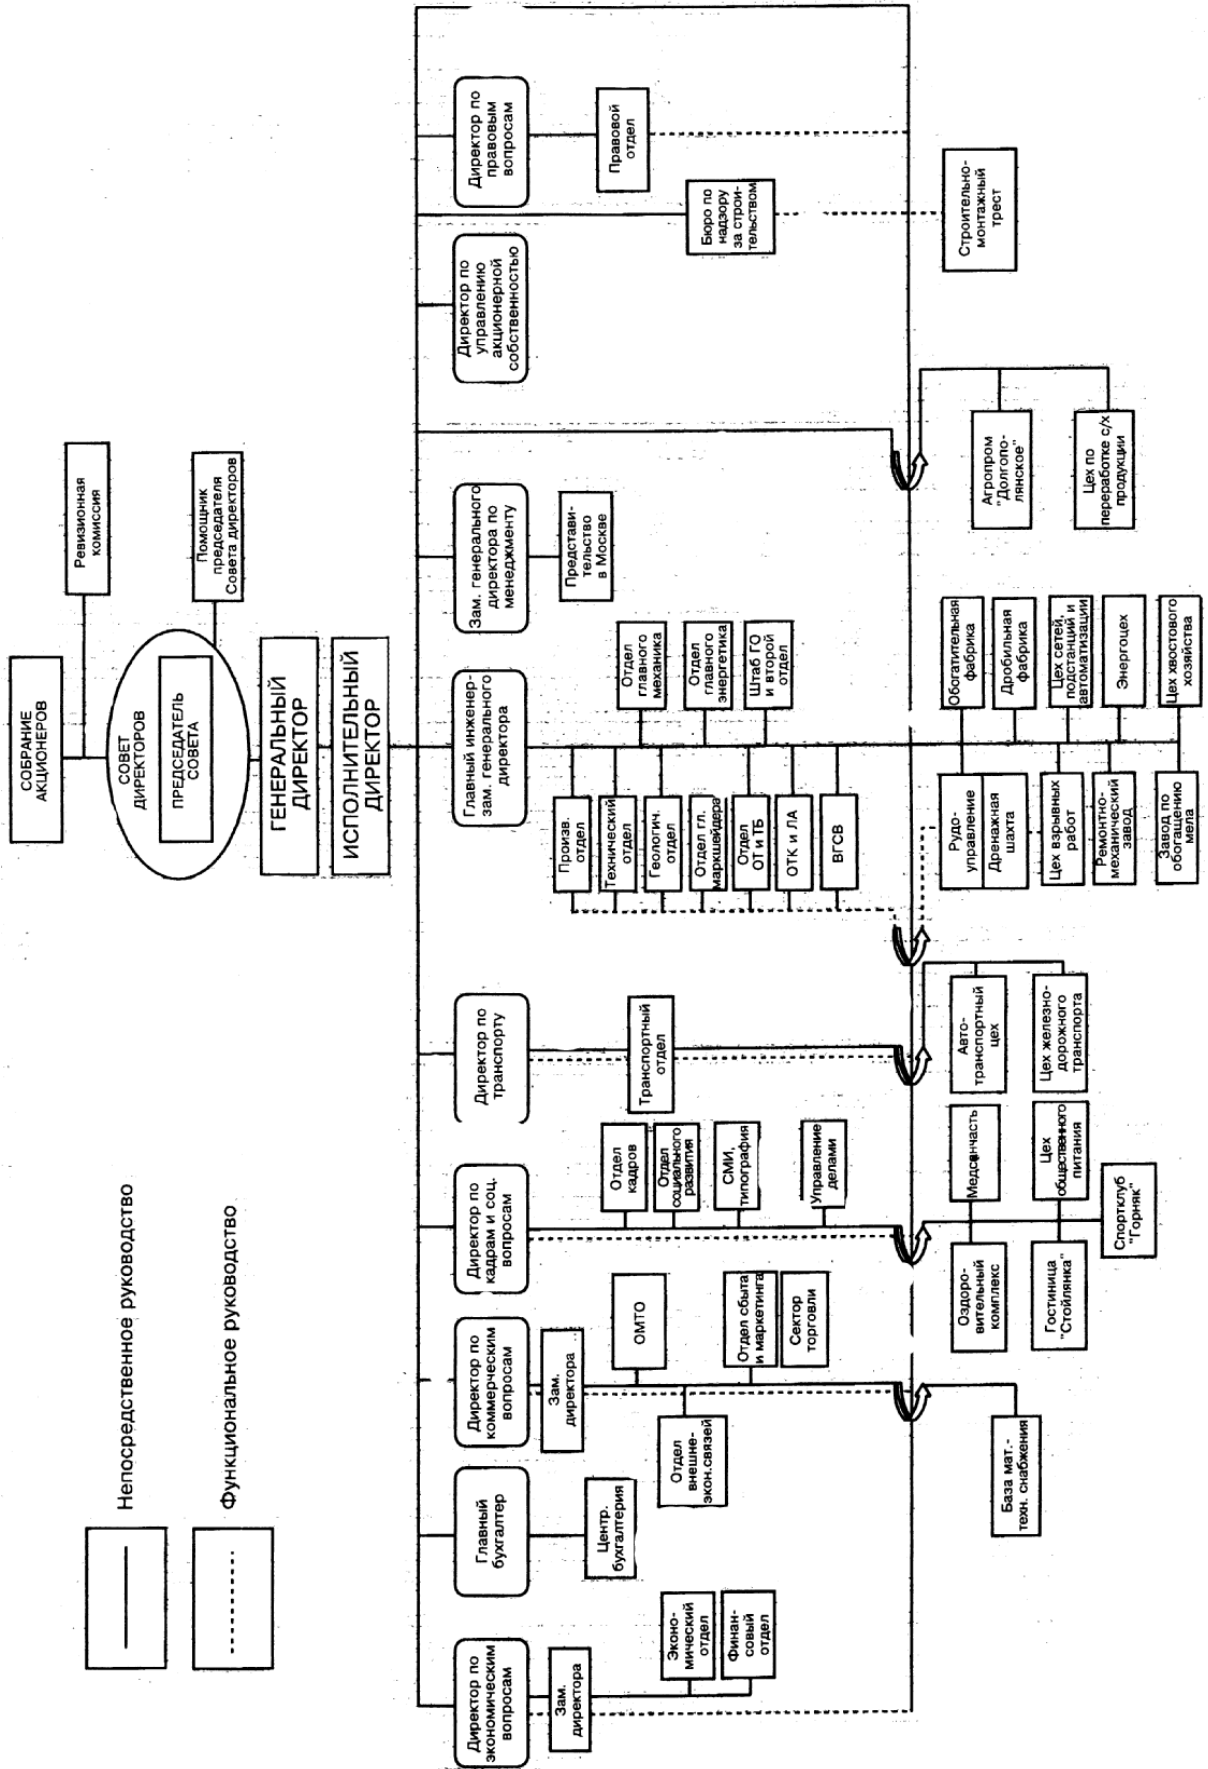 СОБРАНИЕ
АКЦИОНЕРОВ
Ревизионная
комиссия
СОВЕТ
ДИРЕКТОРОВ
ПРЕДСЕДАТЕЛЬ
СОВЕТА
Помощник
председателя
Совета директоров
ГЕНЕРАЛЬНЫЙ
ДИРЕКТОР
ИСПОЛНИТЕЛЬНЫЙ
ДИРЕКТОР
Непосредственное руководство
Функциональное руководство
Директор по
экономическим
вопросам
Зам.
директора
Эконо-
мический
отдел
Финан-
совый
отдел
Главный
бухгалтер
Центр.
бухгалтерия
Директор по
коммерческим
вопросам
Зам.
директора
ОМТО
Отдел
внешне-
экон.связей
Отдел сбыта
и маркетинга
Сектор
торговли
Директор по
кадрам и соц.
вопросам
Отдел
кадров
Отдел
социального
развития
СМИ,
типография
Управление
делами
Директор по
транспорту
Транспортный
отдел
Главный инженер-
зам. генерального
директора
Произв.
отдел
Технический
отдел
Геологич.
отдел
Отдел гл.
маркшейдера
Отдел
ОТ и ТБ
ОТК и ЛА
ВГСВ
Отдел
главного
механика
Отдел
главного
энергетика
Штаб ГО
и второй
отдел
Зам. генерального
директора по
менеджменту
Представи-
тельство
в Москве
Директор по
управлению
акционерной
собственностью
Бюро по
надзору
за строи-
тельством
Директор по
правовым
вопросам
Правовой
отдел
База мат.-
техн. снабжения
Оздоро-
вительный
комплекс
Медсанчасть
Гостиница
"Стойлянка"
Цех
общественного
питания
Спортклуб
"Горняк"
Авто-
транспортный
цех
Цех железно-
дорожного
транспорта
Рудо-
управление
Дренажная
шахта
Цех взрывных
работ
Ремонтно-
механический
завод
Завод по
обогащению
мела
Обогатительная
фабрика
Дробильная
фабрика
Цех сетей,
подстанций и
автоматизации
Энергоцех
Цех хвостового
хозяйства
Агропром
"Долгопо-
лянское"
Цех по
переработке с/х
продукции
Строительно-
монтажный
трест